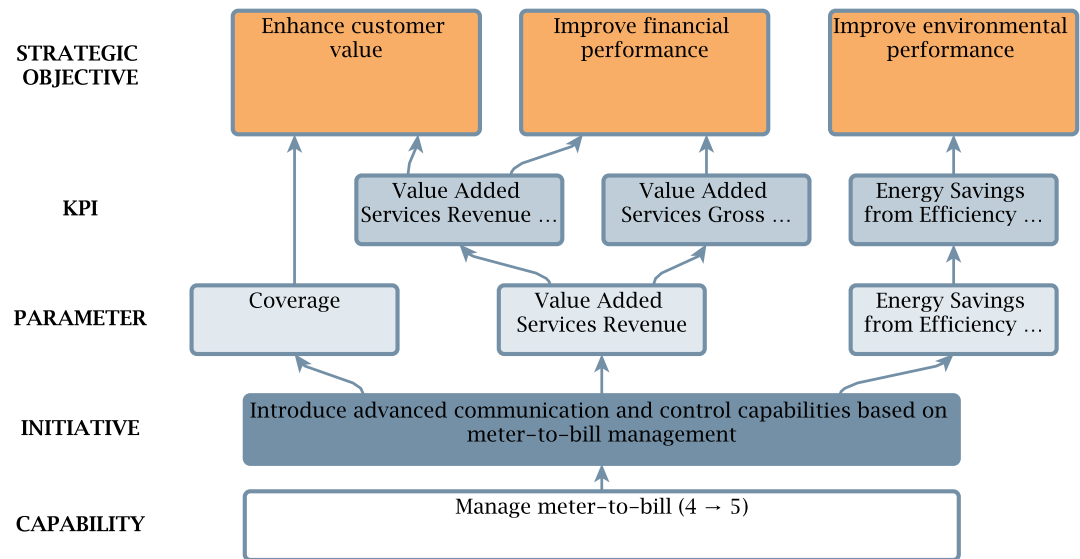 STRATEGIC
OBJECTIVE
Enhance customer
value
Improve financial
performance
Improve environmental
performance
KPI
Value Added
Services Revenue ...
Value Added
Services Gross ...
Energy Savings
from Efficiency ...
PARAMETER
Coverage
Value Added
Services Revenue
Energy Savings
from Efficiency ...
INITIATIVE
Introduce advanced communication and control capabilities based on
meter-to-bill management
CAPABILITY
Manage meter-to-bill (4 → 5)